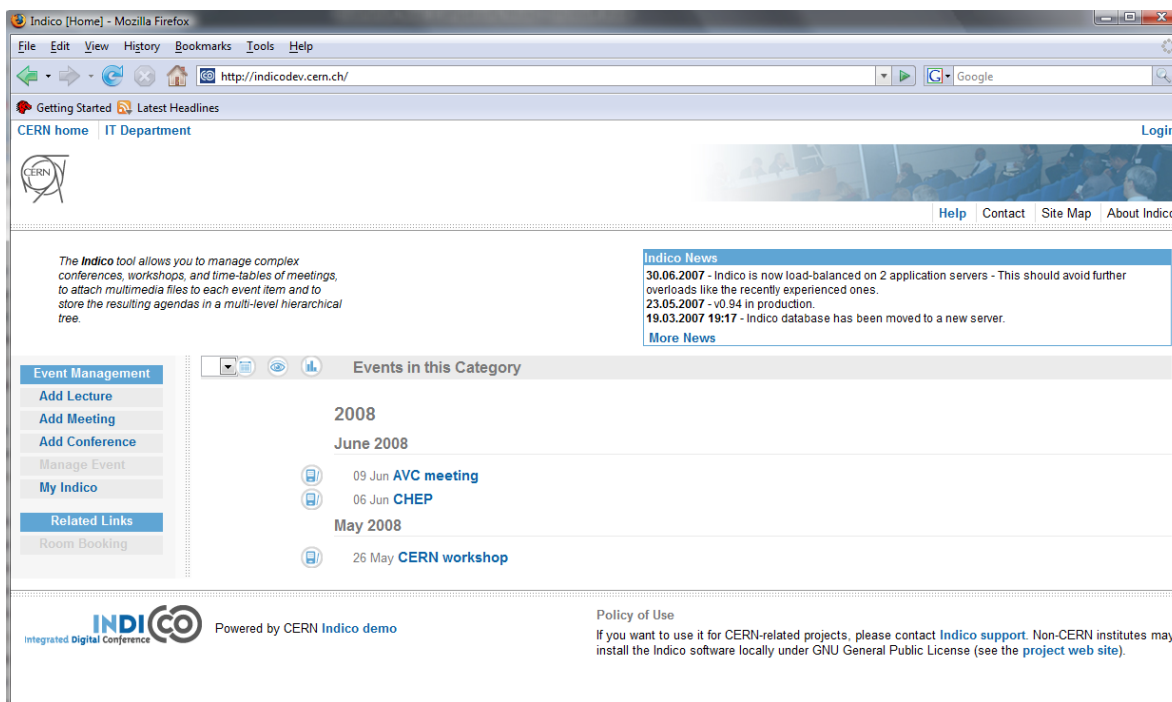 Indico [Home] - Mozilla Firefox
File Edit View History Bookmarks Tools Help
http://indicodev.cern.ch/
G Google
Getting Started Latest Headlines
CERN home IT Department Login
CERN
Help Contact Site Map About Indico
The Indico tool allows you to manage complex
conferences, workshops, and time-tables of meetings,
to attach multimedia files to each event item and to
store the resulting agendas in a multi-level hierarchical
tree.
Indico News
30.06.2007 - Indico is now load-balanced on 2 application servers - This should avoid further
overloads like the recently experienced ones.
23.05.2007 - v0.94 in production.
19.03.2007 19:17 - Indico database has been moved to a new server.
More News
Event Management
Add Lecture
Add Meeting
Add Conference
Manage Event
My Indico
Related Links
Room Booking
Events in this Category
2008
June 2008
09 Jun AVC meeting
06 Jun CHEP
May 2008
26 May CERN workshop
INDICO
Integrated Digital Conference
Powered by CERN Indico demo
Policy of Use
If you want to use it for CERN-related projects, please contact Indico support. Non-CERN institutes may
install the Indico software locally under GNU General Public License (see the project web site).